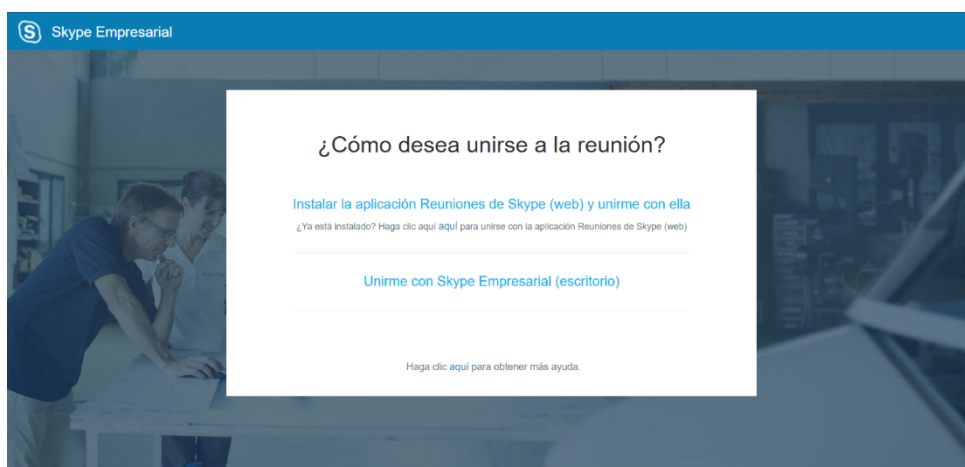 Skype Empresarial
¿Cómo desea unirse a la reunión?
Instalar la aplicación Reuniones de Skype (web) y unirme con ella
¿Ya está instalado? Haga clic aquí aquí para unirse con la aplicación Reuniones de Skype (web)
Unirme con Skype Empresarial (escritorio)
Haga clic aquí para obtener más ayuda.